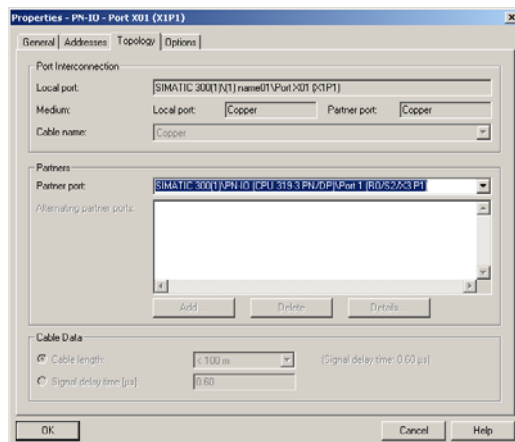 Properties - PN-IO - Port X01 (X1P1)
General Addresses Topology Options
Port Interconnection
Local port: SIMATIC 300(1)\(1) name01\Port X01 (X1P1)
Medium: Local port: Copper Partner port: Copper
Cable name: Copper
Partners
Partner port: SIMATIC 300(1)\PN-IO (CPU 319-3 PN/DP)\Port 1 (R0/S2/X3 P1)
Alternating partner ports:
Add... Delete Details...
Cable Data
Cable length: < 100 m (Signal delay time: 0.60 µs)
Signal delay time [µs]: 0.60
OK Cancel Help